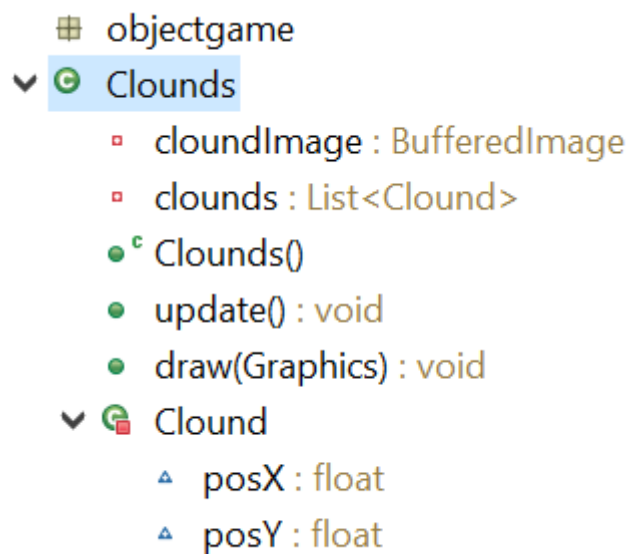 objectgame
Clounds
cloundImage : BufferedImage
clounds : List<Clound>
Clounds()
update() : void
draw(Graphics) : void
Clound
posX : float
posY : float